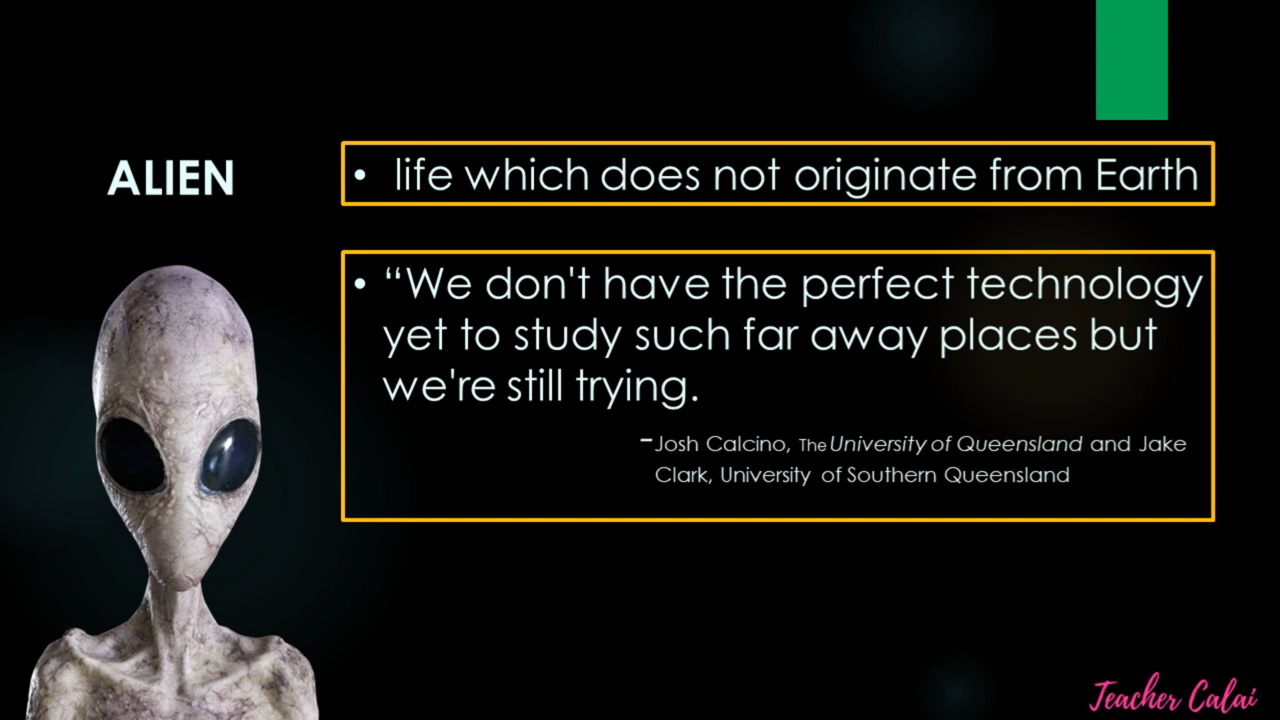 ALIEN
• life which does not originate from Earth
• “We don't have the perfect technology
yet to study such far away places but
we're still trying.
-Josh Calcino, The University of Queensland and Jake
Clark, University of Southern Queensland
Teacher Calai